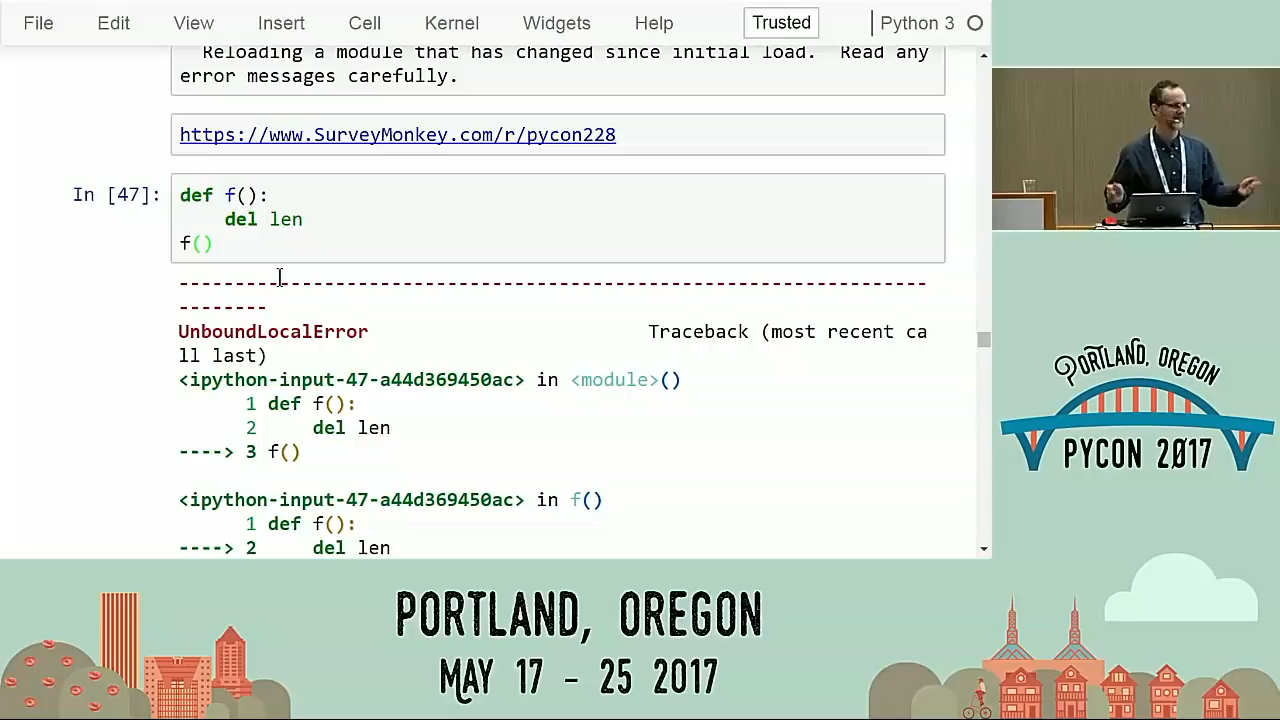 File Edit View Insert Cell Kernel Widgets Help Trusted Python 3
Reloading a module that has changed since initial load. Read any
error messages carefully.
https://www.SurveyMonkey.com/r/pycon228
In [47]: def f():
del len
f()
---------------------------------------------------------------------------
UnboundLocalError Traceback (most recent ca
ll last)
<ipython-input-47-a44d369450ac> in <module>()
1 def f():
2 del len
----> 3 f()
<ipython-input-47-a44d369450ac> in f()
1 def f():
----> 2 del len
PORTLAND, OREGON
PYCON 2017
PORTLAND, OREGON
MAY 17 - 25 2017